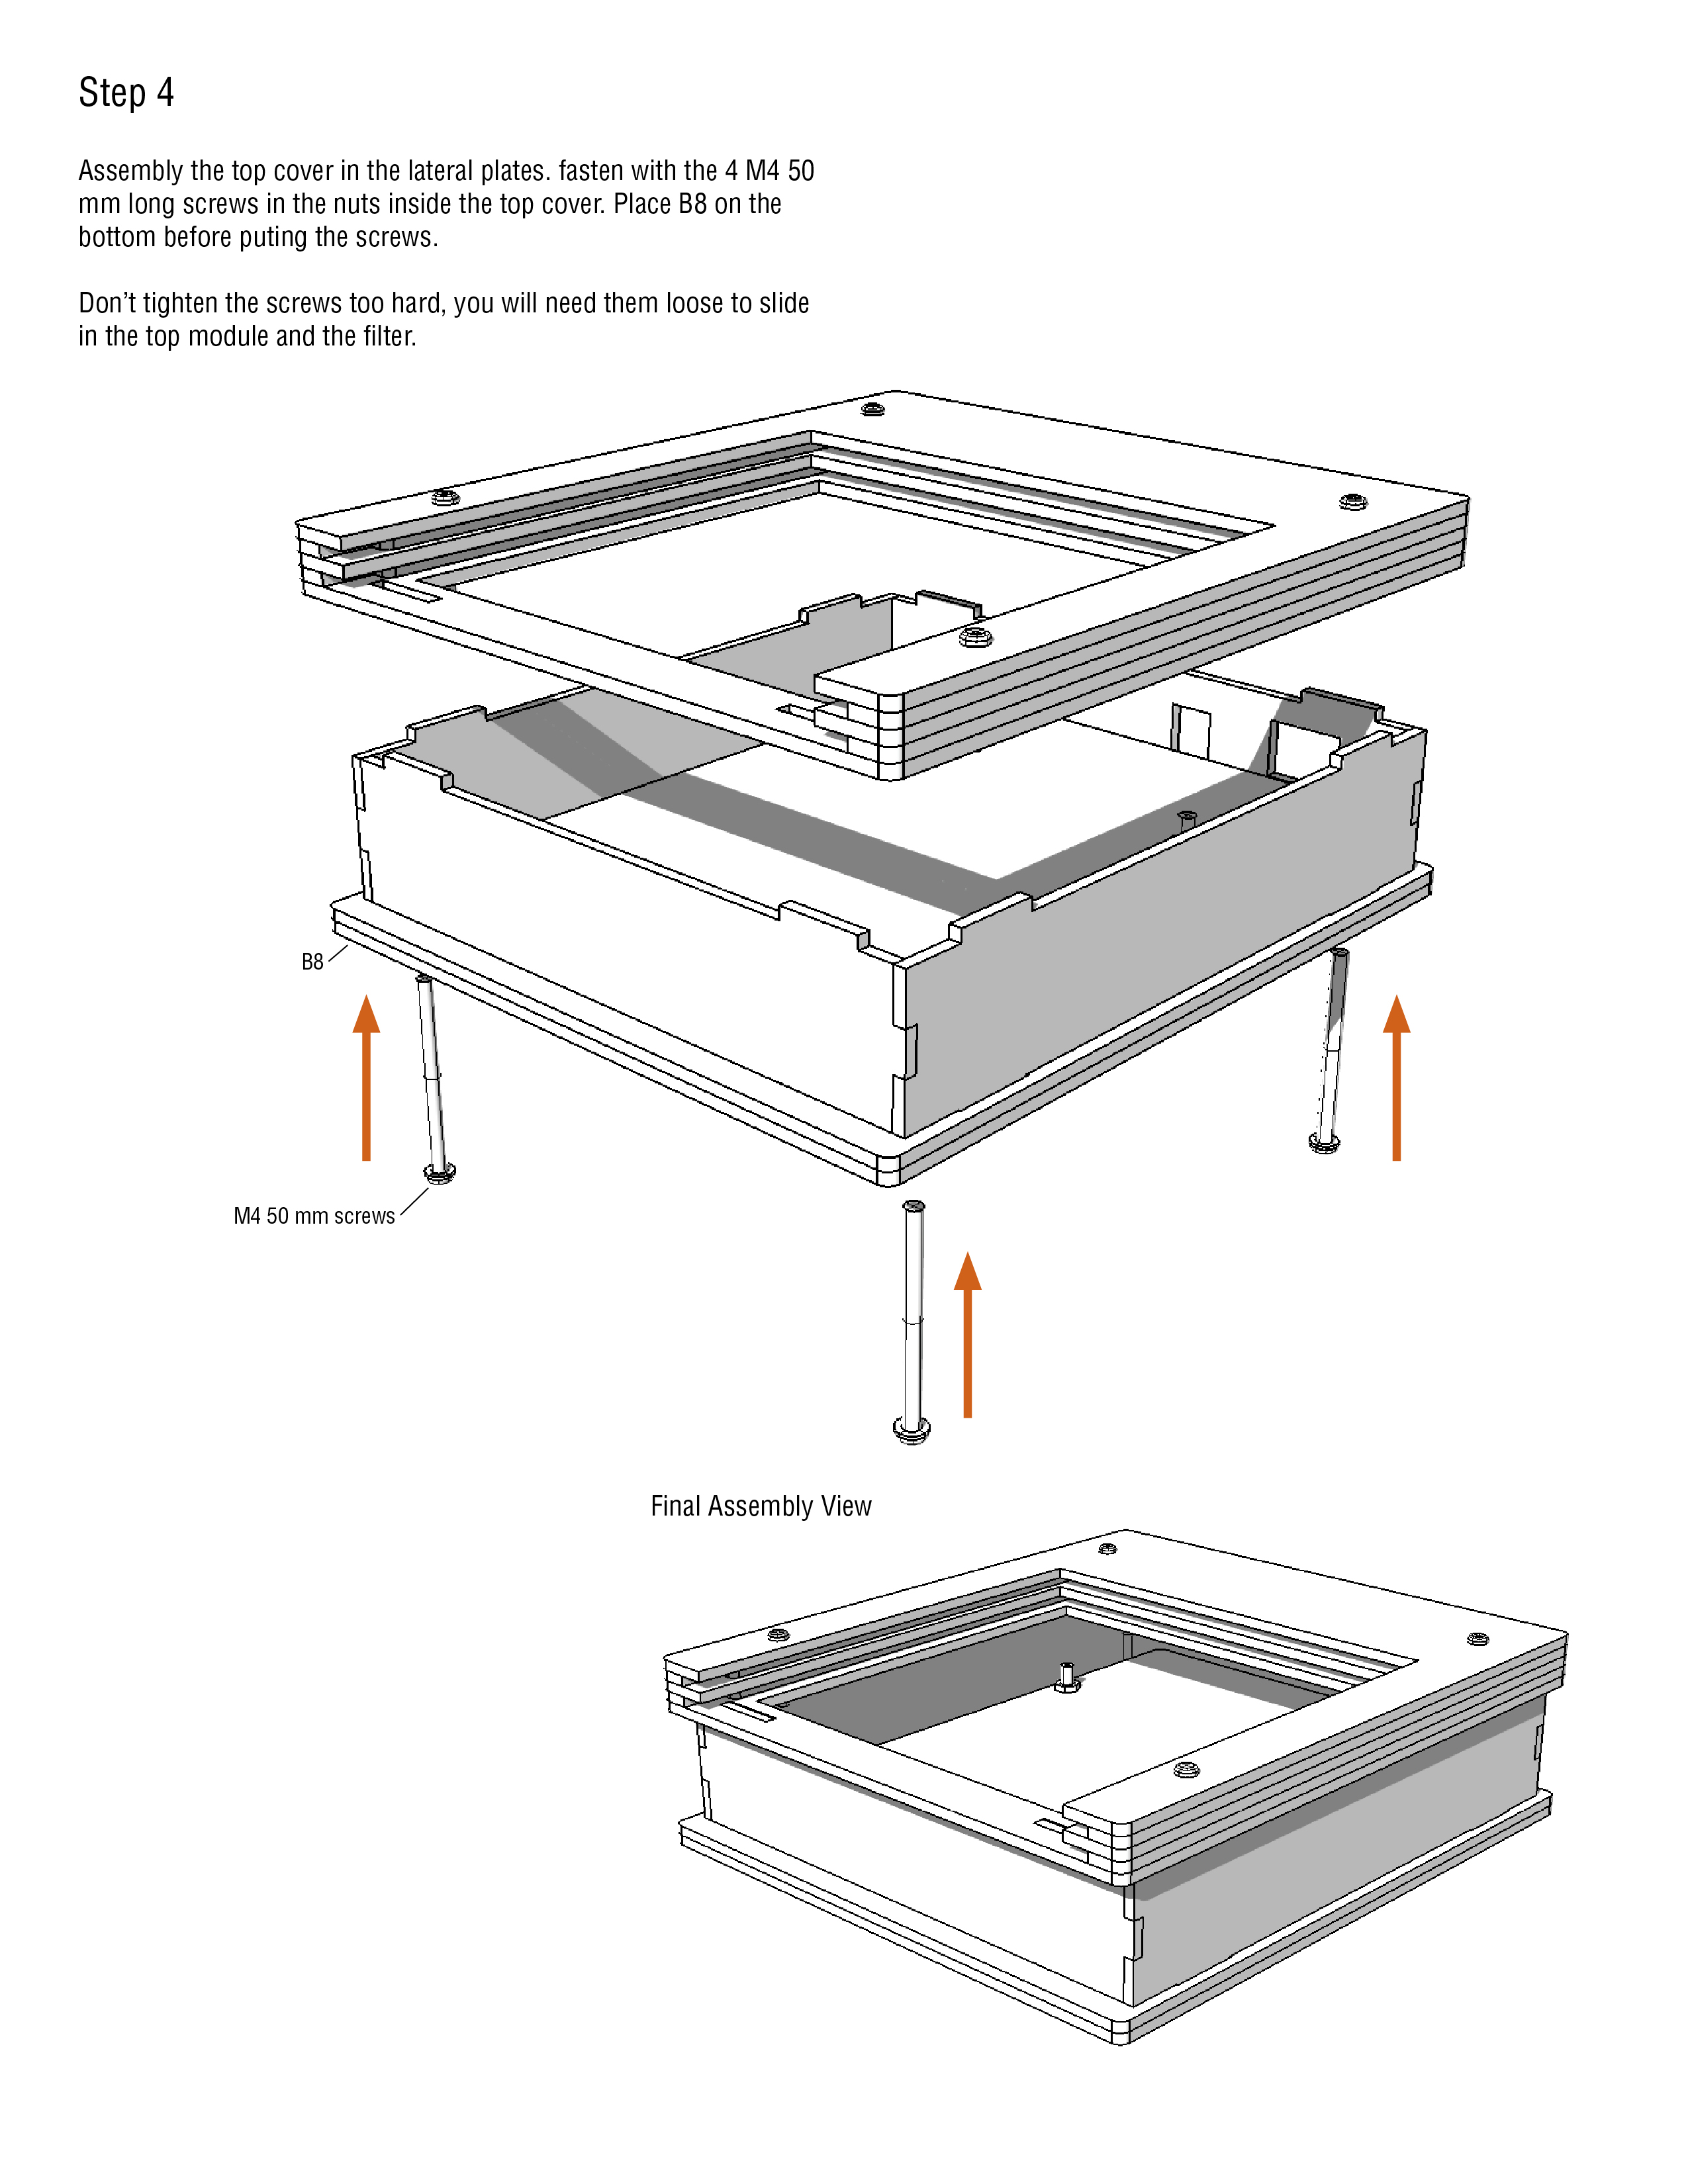 Step 4
Assembly the top cover in the lateral plates. fasten with the 4 M4 50
mm long screws in the nuts inside the top cover. Place B8 on the
bottom before puting the screws.
Don’t tighten the screws too hard, you will need them loose to slide
in the top module and the filter.
B8
M4 50 mm screws
Final Assembly View